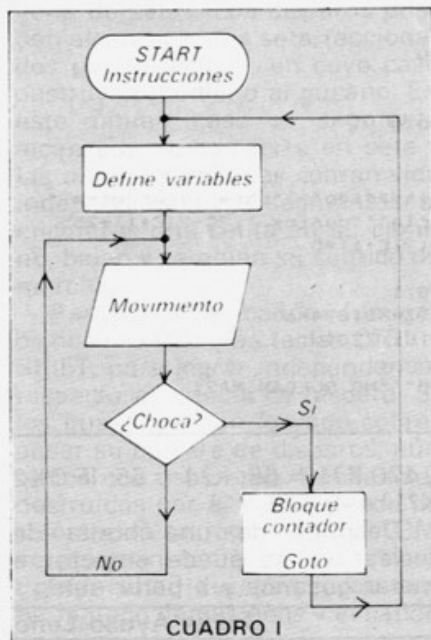 START
Instrucciones
Define variables
Movimiento
¿Choca?
Si
Bloque
contador
Goto
No
CUADRO I